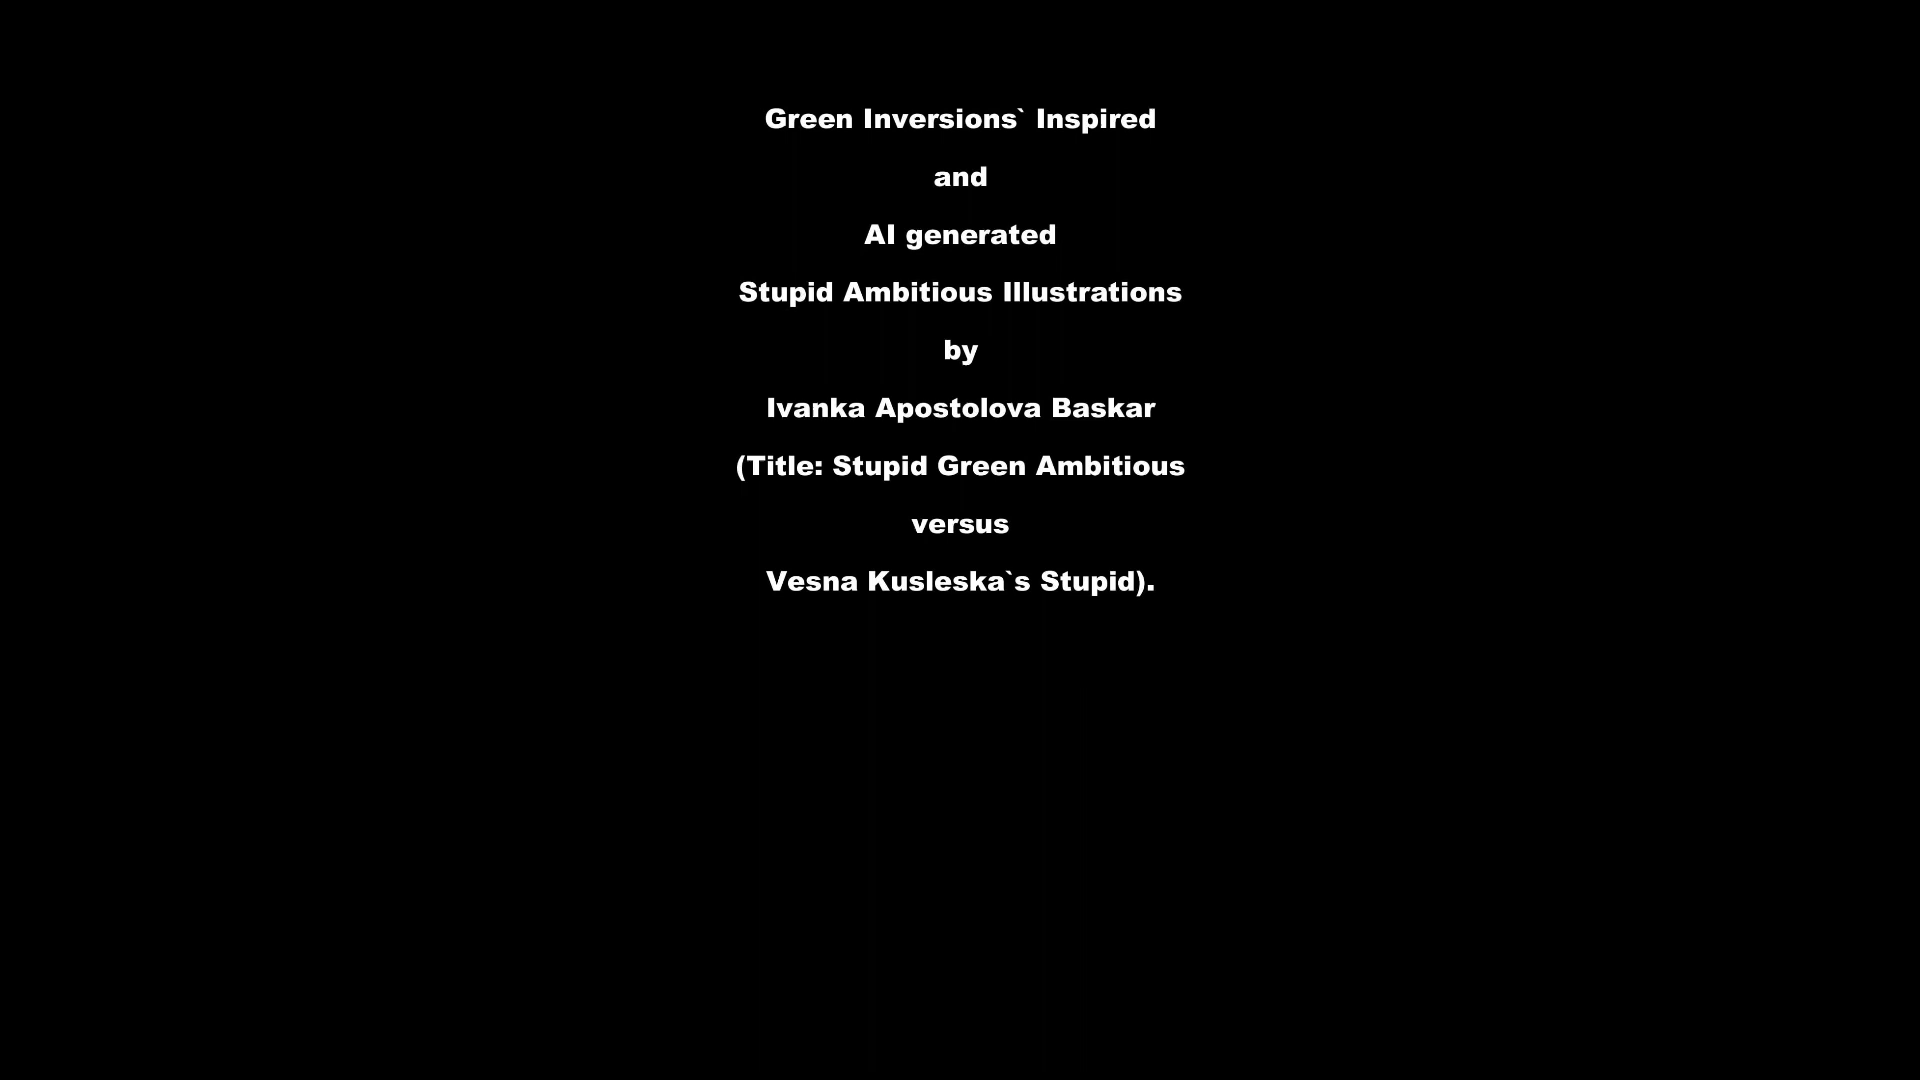 Green Inversions` Inspired
and
AI generated
Stupid Ambitious Illustrations
by
Ivanka Apostolova Baskar
(Title: Stupid Green Ambitious
versus
Vesna Kusleska`s Stupid).